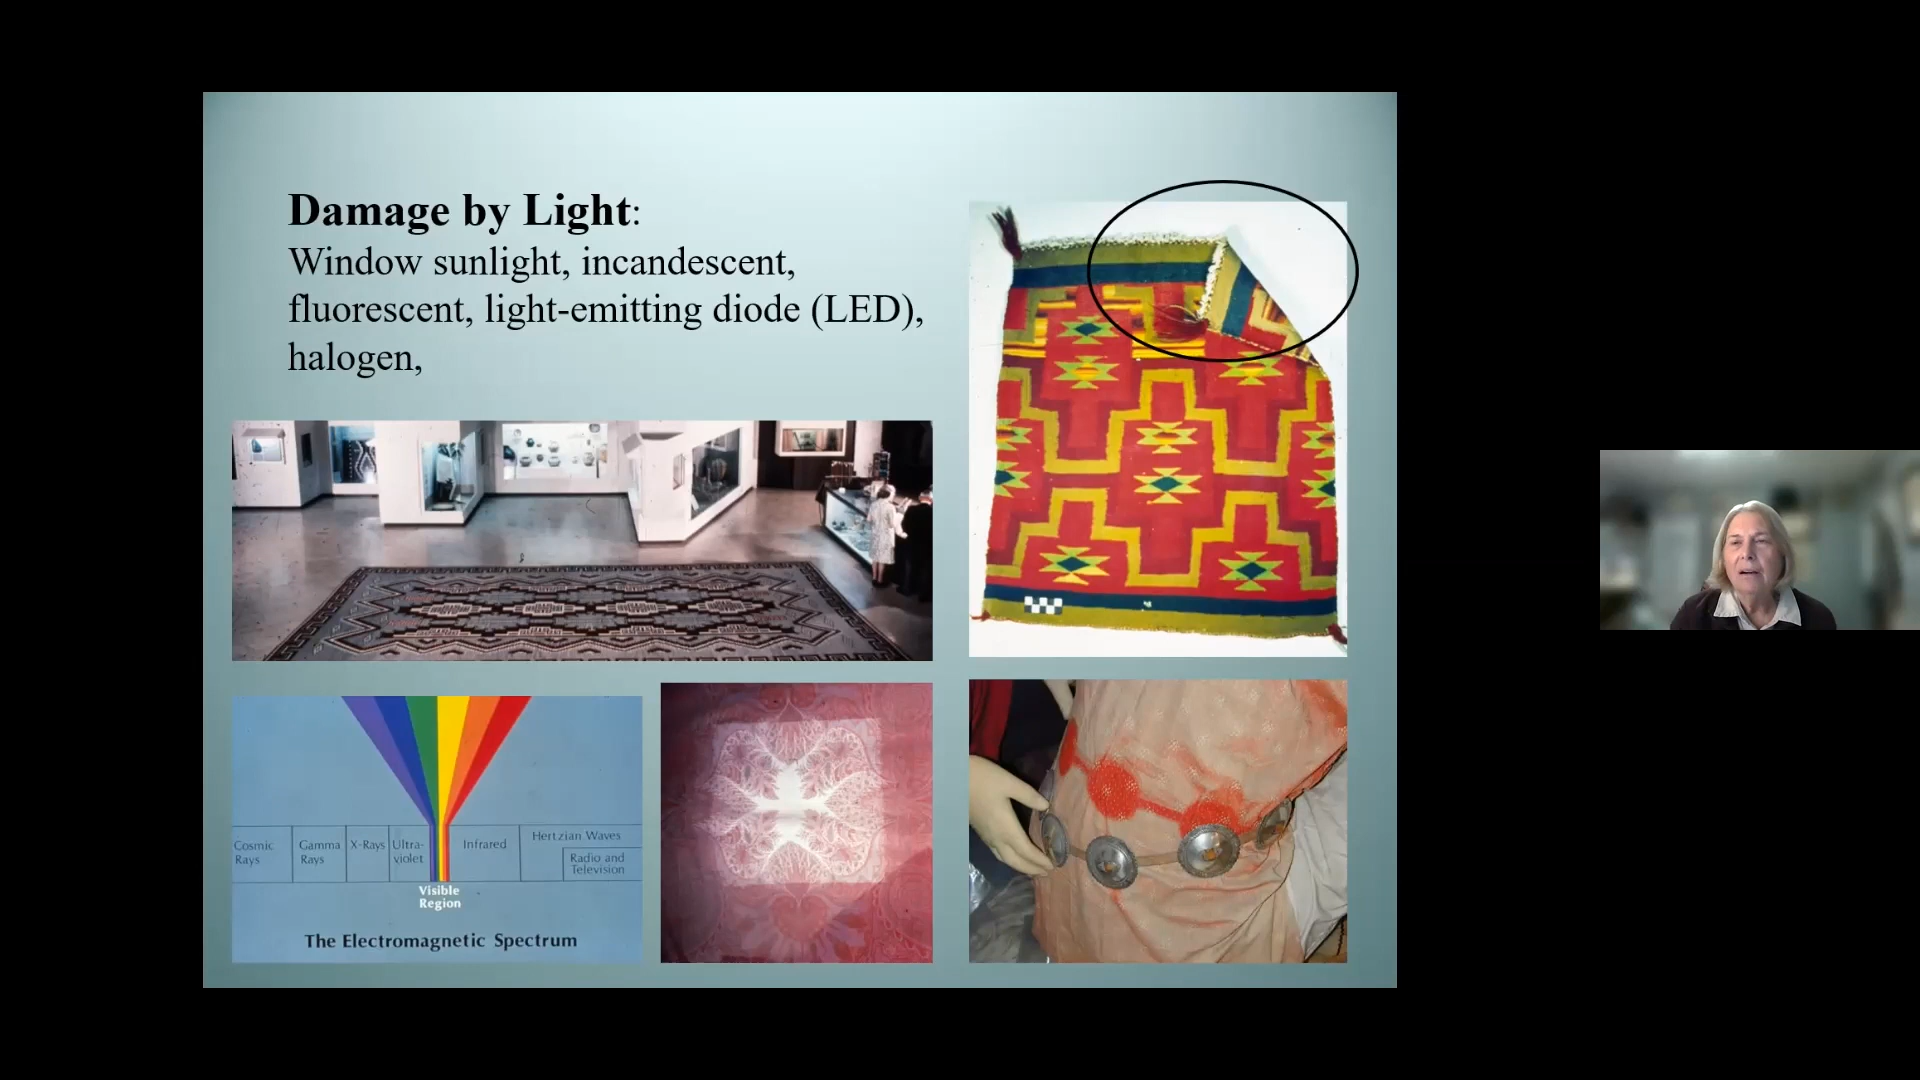 Damage by Light:
Window sunlight, incandescent,
fluorescent, light-emitting diode (LED),
halogen,
Cosmic
Rays
Gamma
Rays
X-Rays
Ultra-
violet
Infrared
Hertzian Waves
Radio and
Television
Visible
Region
The Electromagnetic Spectrum